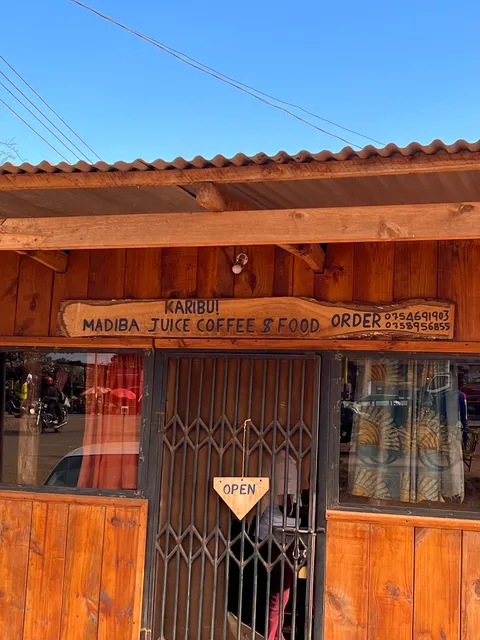 KARIBU!
MADIBA JUICE COFFEE & FOOD ORDER 0754691903
0758956855
OPEN